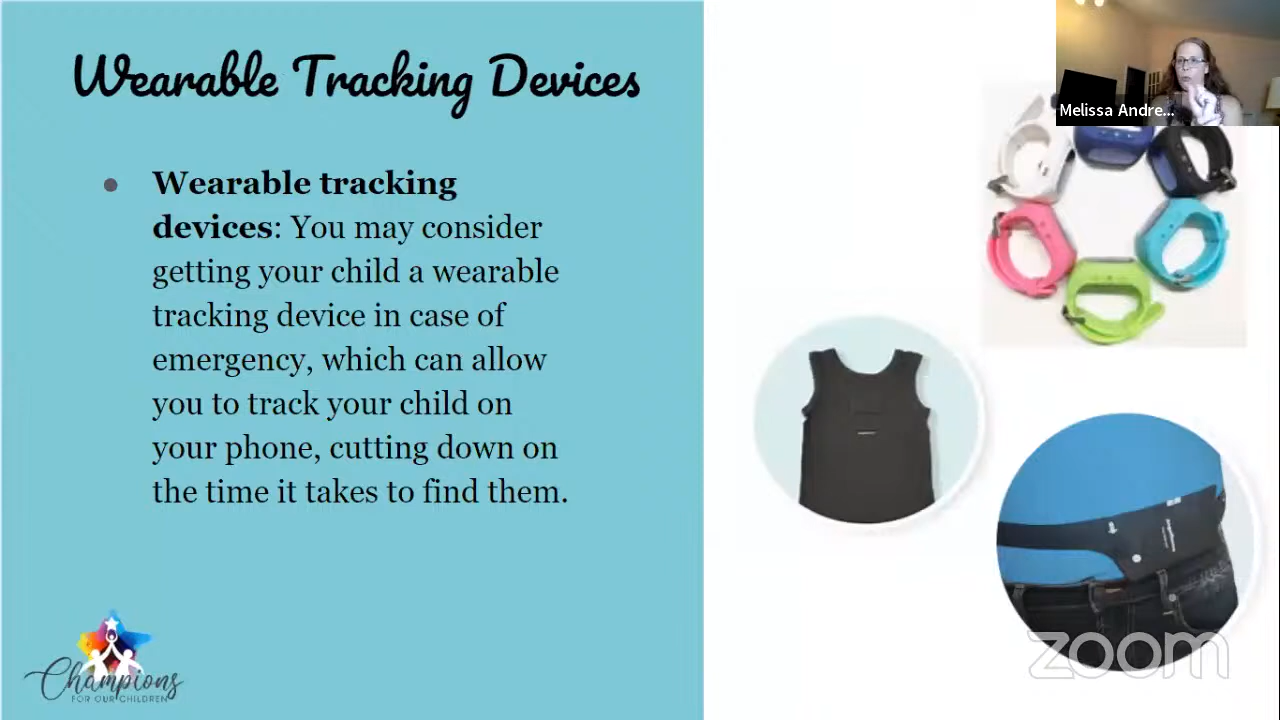 Wearable Tracking Devices
Melissa Andre...
● Wearable tracking
devices: You may consider
getting your child a wearable
tracking device in case of
emergency, which can allow
you to track your child on
your phone, cutting down on
the time it takes to find them.
Champions
FOR OUR CHILDREN
zoom